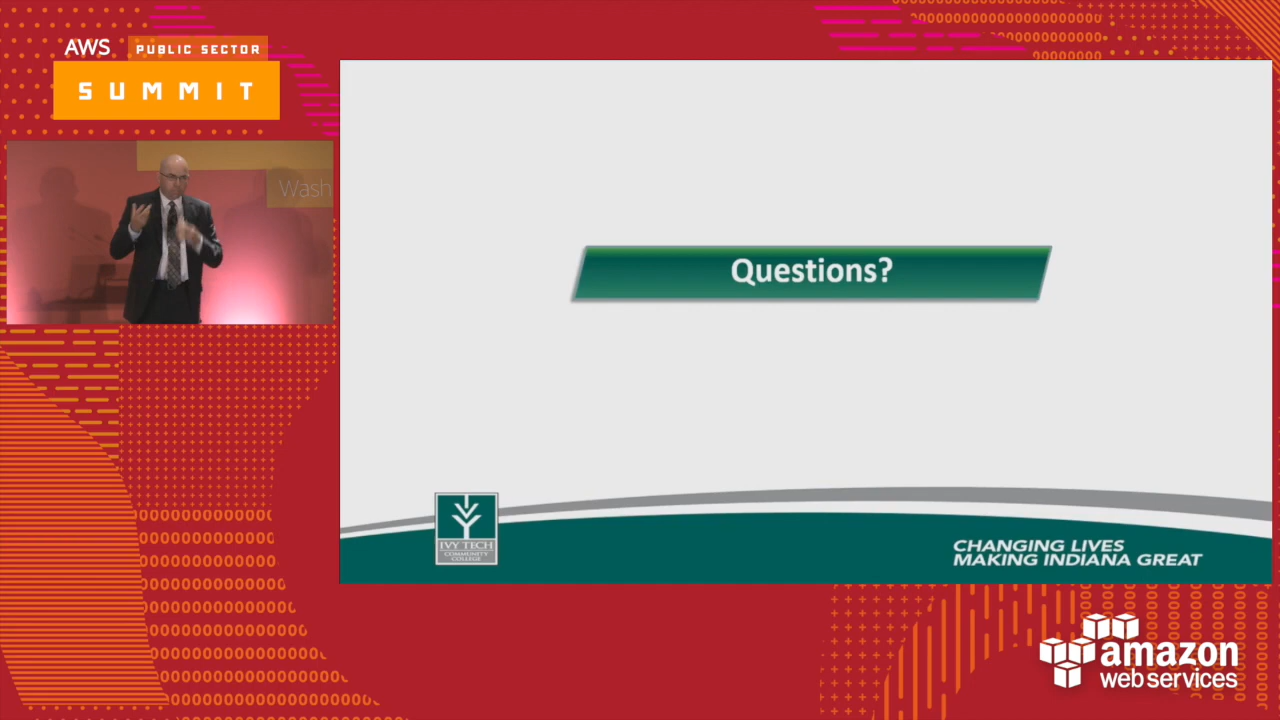 AWS PUBLIC SECTOR
SUMMIT
Wash
Questions?
IVY TECH
COMMUNITY
COLLEGE
CHANGING LIVES
MAKING INDIANA GREAT
amazon
web services